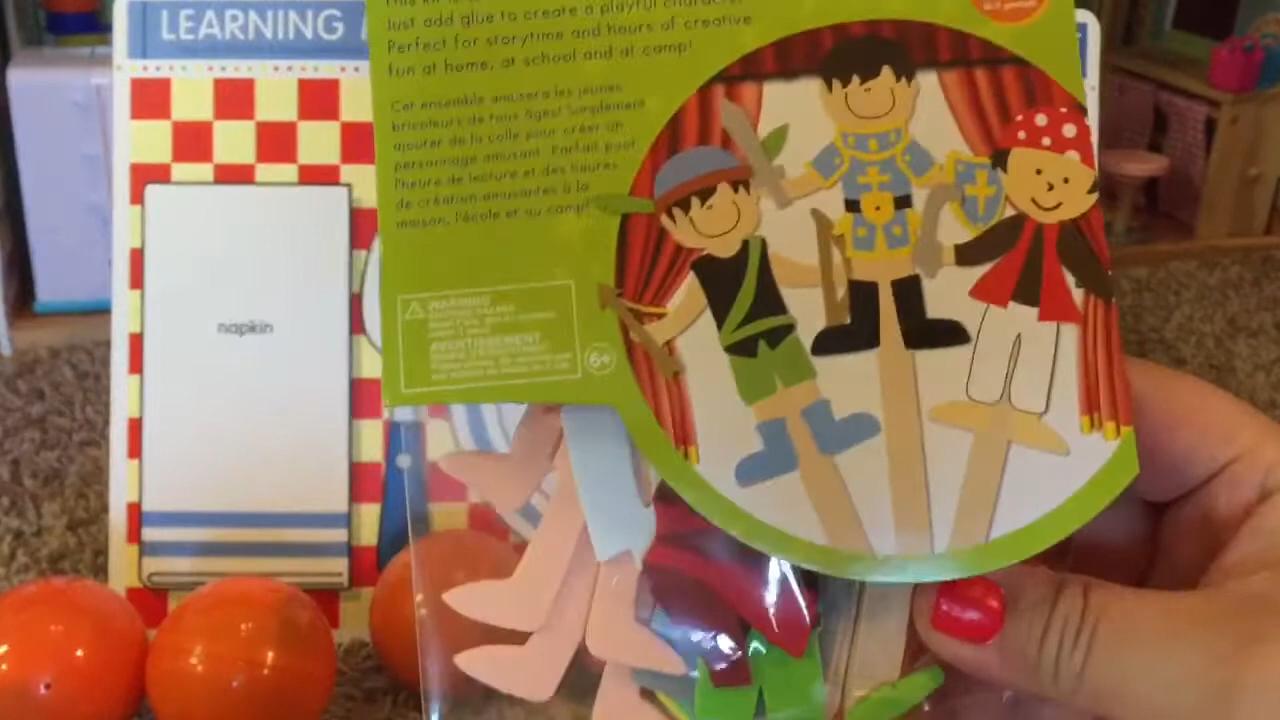 LEARNING
Just add glue to create a playful character
Perfect for storytime and hours of creative
fun at home, at school and at camp!
Cet ensemble amusera les jeunes
bricoleurs de tous âges! Simplement
ajouter de la colle pour créer un
personnage amusant. Parfait pour
l'heure de lecture et des heures
de création amusantes à la
maison, l'école et au camp!
WARNING
AVERTISSEMENT
6+
napkin